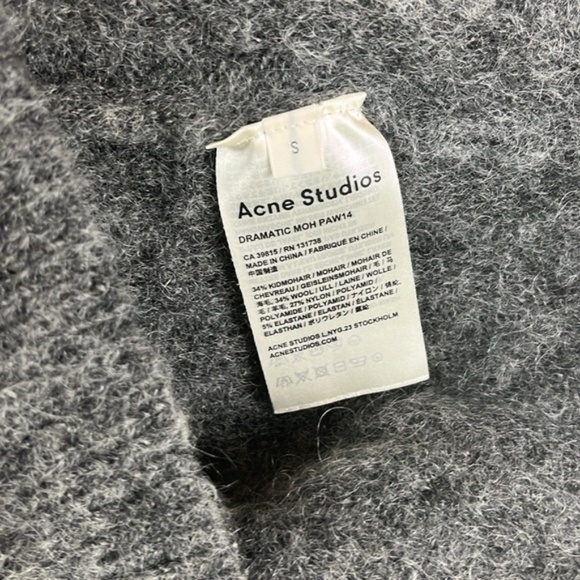 S
Acne Studios
DRAMATIC MOH PAW14
CA 39815 / RN 131738
MADE IN CHINA / FABRIQUÉ EN CHINE /
中国制造
34% KIDMOHAIR / MOHAIR / MOHAIR DE
CHEVREAU / GEISLEINSMOHAIR / 毛 / 马
海毛, 34% WOOL / ULL / LAINE / WOLLE /
毛 / 羊毛, 27% NYLON / POLYAMID /
POLYAMIDE / POLYAMID / ナイロン / 锦纶,
5% ELASTANE / ELASTAN / ELASTANE /
ELASTHAN / ポリウレタン / 氨纶
ACNE STUDIOS L.NYG.23 STOCKHOLM
ACNESTUDIOS.COM